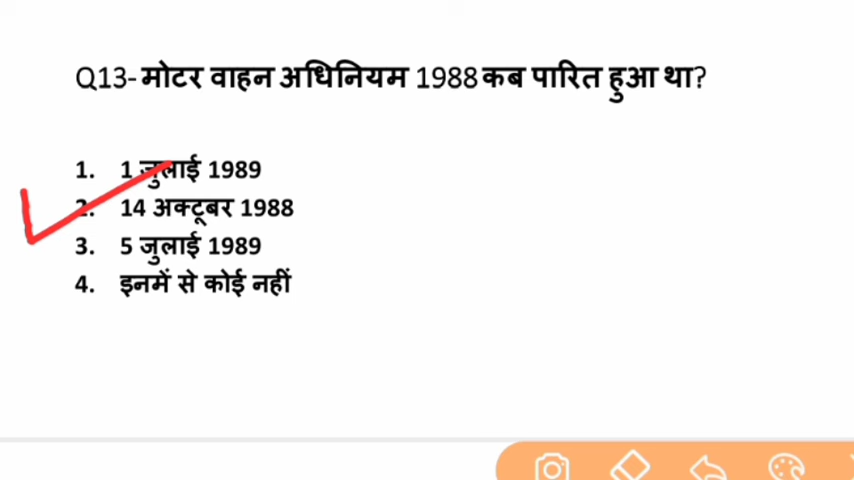 Q13- मोटर वाहन अधिनियम 1988 कब पारित हुआ था?
1. 1 जुलाई 1989
2. 14 अक्टूबर 1988
3. 5 जुलाई 1989
4. इनमें से कोई नहीं